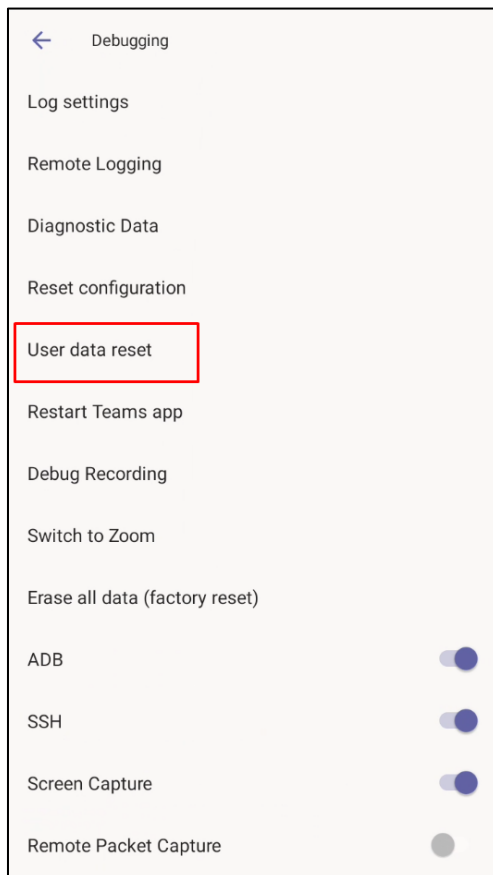 Debugging
Log settings
Remote Logging
Diagnostic Data
Reset configuration
User data reset
Restart Teams app
Debug Recording
Switch to Zoom
Erase all data (factory reset)
ADB
SSH
Screen Capture
Remote Packet Capture